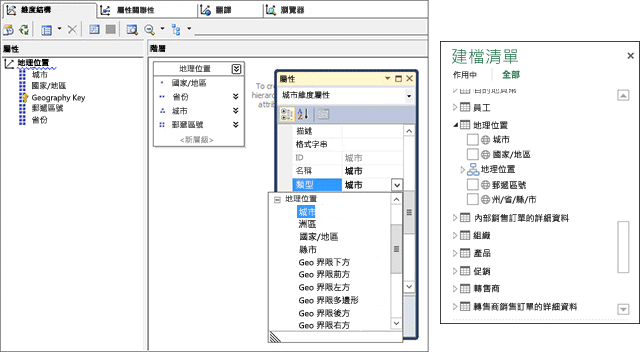 維度結構
屬性關聯性
翻譯
瀏覽器
屬性
地理位置
城市
國家/地區
Geography Key
郵遞區號
省份
階層
地理位置
國家/地區
省份
城市
郵遞區號
<新層級>
To cre
hierarc
attrib
屬性
城市維度屬性
描述
格式字串
ID 城市
名稱 城市
類型 城市
地理位置
城市
洲區
國家/地區
縣市
Geo 界限下方
Geo 界限前方
Geo 界限左方
Geo 界限多邊形
Geo 界限後方
Geo 界限右方
建檔清單
作用中 全部
員工
地理位置
城市
國家/地區
地理位置
郵遞區號
州/省/縣/市
內部銷售訂單的詳細資料
組織
產品
促銷
轉售商
轉售商銷售訂單的詳細資料